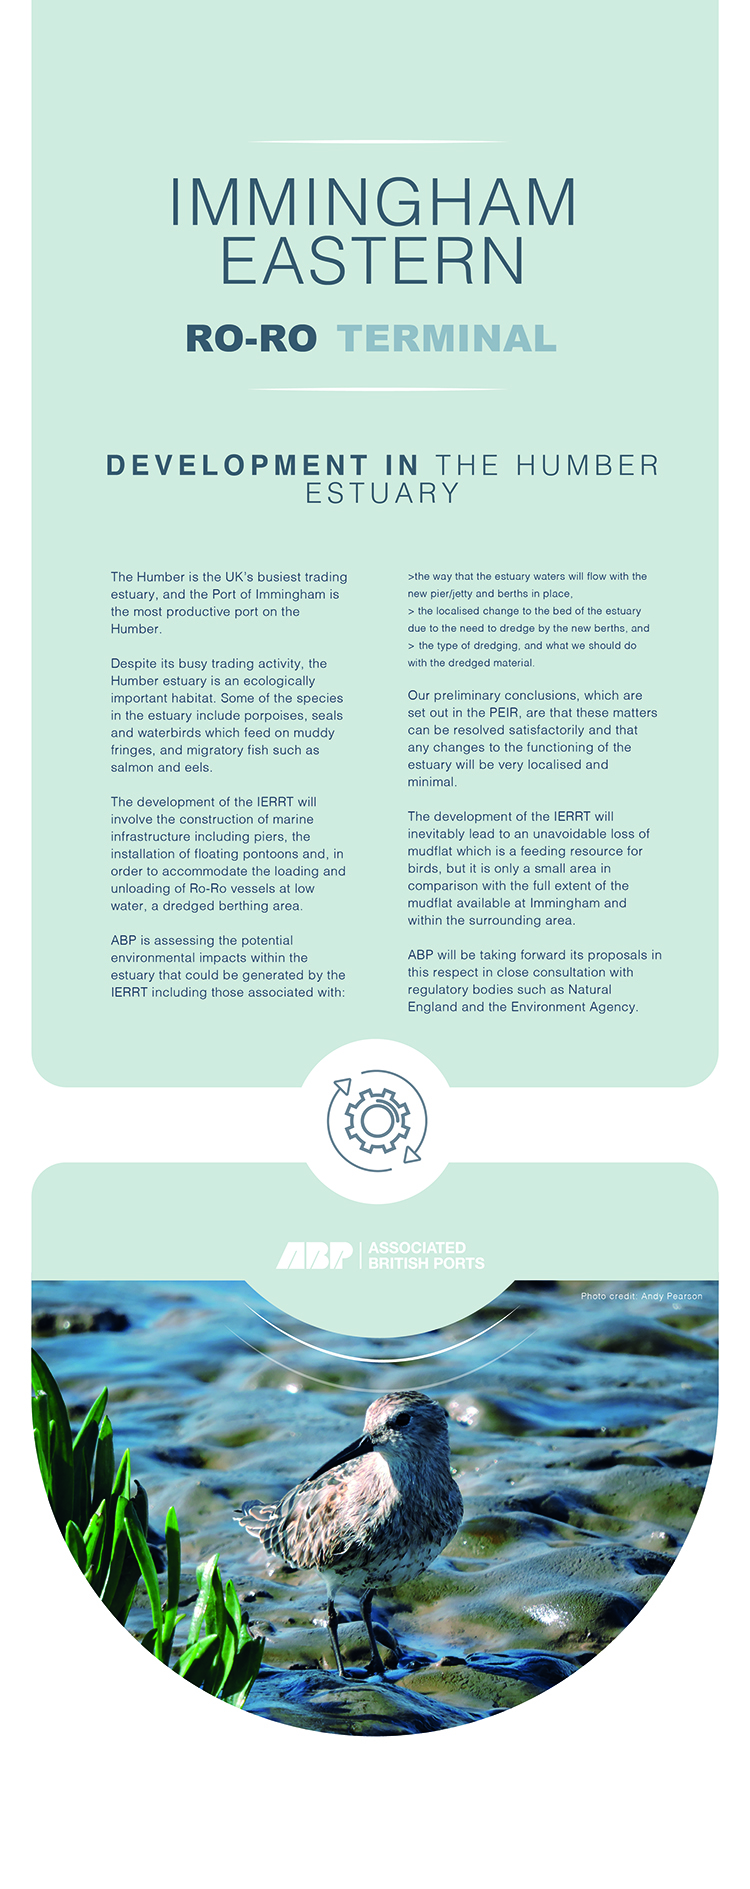 IMMINGHAM
EASTERN
RO-RO TERMINAL
DEVELOPMENT IN THE HUMBER
ESTUARY
The Humber is the UK's busiest trading
estuary, and the Port of Immingham is
the most productive port on the
Humber.
Despite its busy trading activity, the
Humber estuary is an ecologically
important habitat. Some of the species
in the estuary include porpoises, seals
and waterbirds which feed on muddy
fringes, and migratory fish such as
salmon and eels.
The development of the IERRT will
involve the construction of marine
infrastructure including piers, the
installation of floating pontoons and, in
order to accommodate the loading and
unloading of Ro-Ro vessels at low
water, a dredged berthing area.
ABP is assessing the potential
environmental impacts within the
estuary that could be generated by the
IERRT including those associated with:
>the way that the estuary waters will flow with the
new pier/jetty and berths in place,
> the localised change to the bed of the estuary
due to the need to dredge by the new berths, and
> the type of dredging, and what we should do
with the dredged material.
Our preliminary conclusions, which are
set out in the PEIR, are that these matters
can be resolved satisfactorily and that
any changes to the functioning of the
estuary will be very localised and
minimal.
The development of the IERRT will
inevitably lead to an unavoidable loss of
mudflat which is a feeding resource for
birds, but it is only a small area in
comparison with the full extent of the
mudflat available at Immingham and
within the surrounding area.
ABP will be taking forward its proposals in
this respect in close consultation with
regulatory bodies such as Natural
England and the Environment Agency.
ABP ASSOCIATED
BRITISH PORTS
Photo credit: Andy Pearson